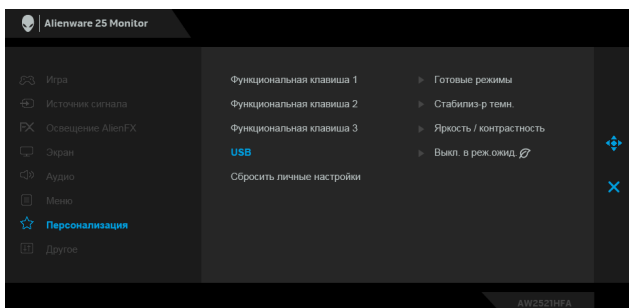 Alienware 25 Monitor
Игра
Источник сигнала
FX Освещение AlienFX
Экран
Аудио
Меню
Персонализация
Другое
Функциональная клавиша 1 Готовые режимы
Функциональная клавиша 2 Стабилиз-р темн.
Функциональная клавиша 3 Яркость / контрастность
USB Выкл. в реж.ожид.
Сбросить личные настройки
AW2521HFA